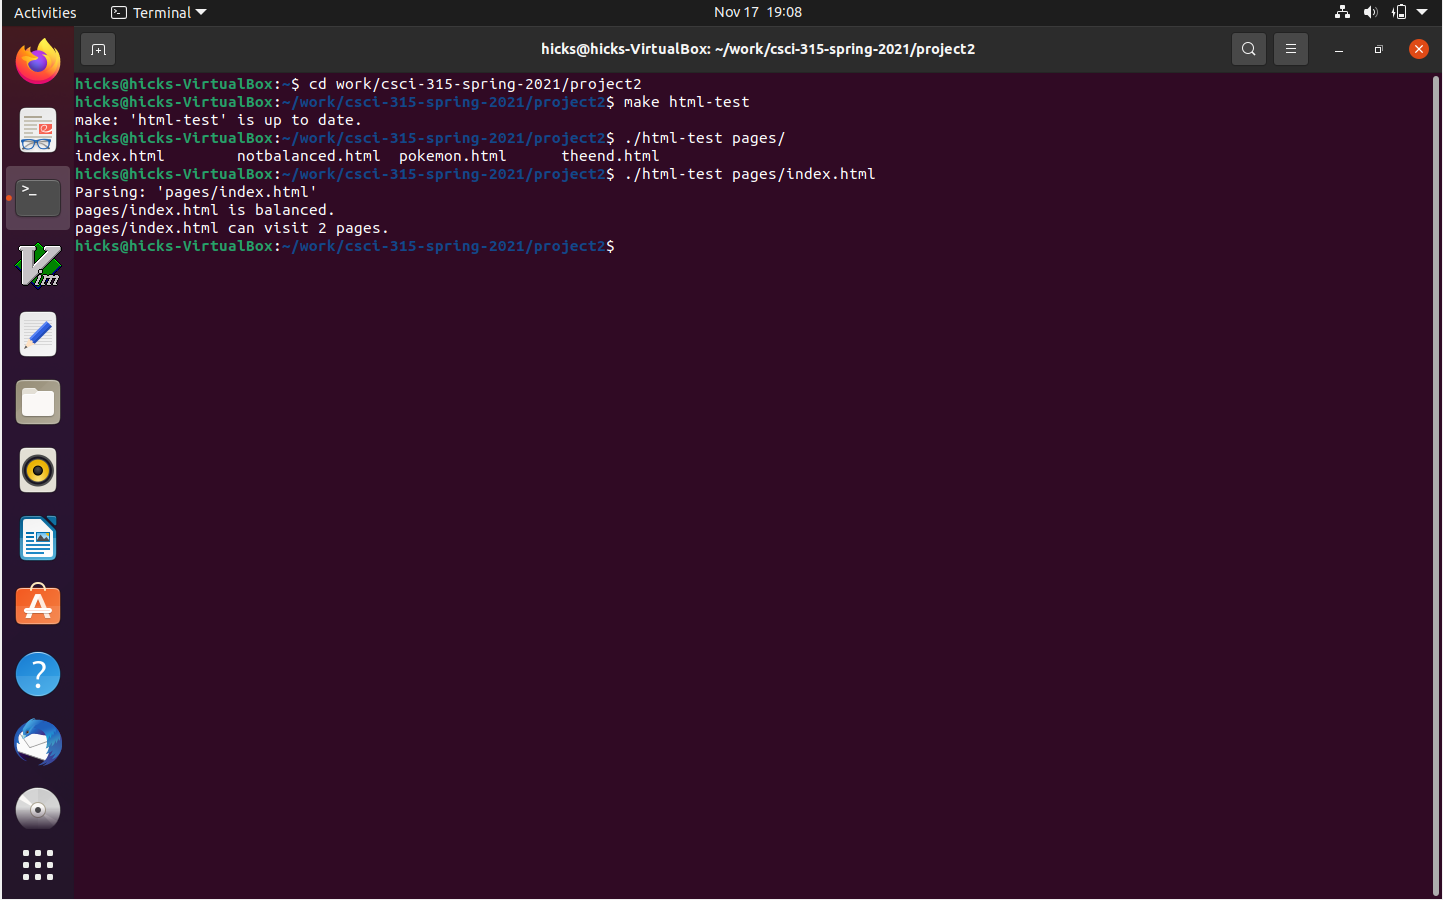 Activities Terminal Nov 17 19:08
hicks@hicks-VirtualBox: ~/work/csci-315-spring-2021/project2
hicks@hicks-VirtualBox:~$ cd work/csci-315-spring-2021/project2
hicks@hicks-VirtualBox:~/work/csci-315-spring-2021/project2$ make html-test
make: 'html-test' is up to date.
hicks@hicks-VirtualBox:~/work/csci-315-spring-2021/project2$ ./html-test pages/
index.html        notbalanced.html  pokemon.html      theend.html
hicks@hicks-VirtualBox:~/work/csci-315-spring-2021/project2$ ./html-test pages/index.html
Parsing: 'pages/index.html'
pages/index.html is balanced.
pages/index.html can visit 2 pages.
hicks@hicks-VirtualBox:~/work/csci-315-spring-2021/project2$
>_
Vim
A
?